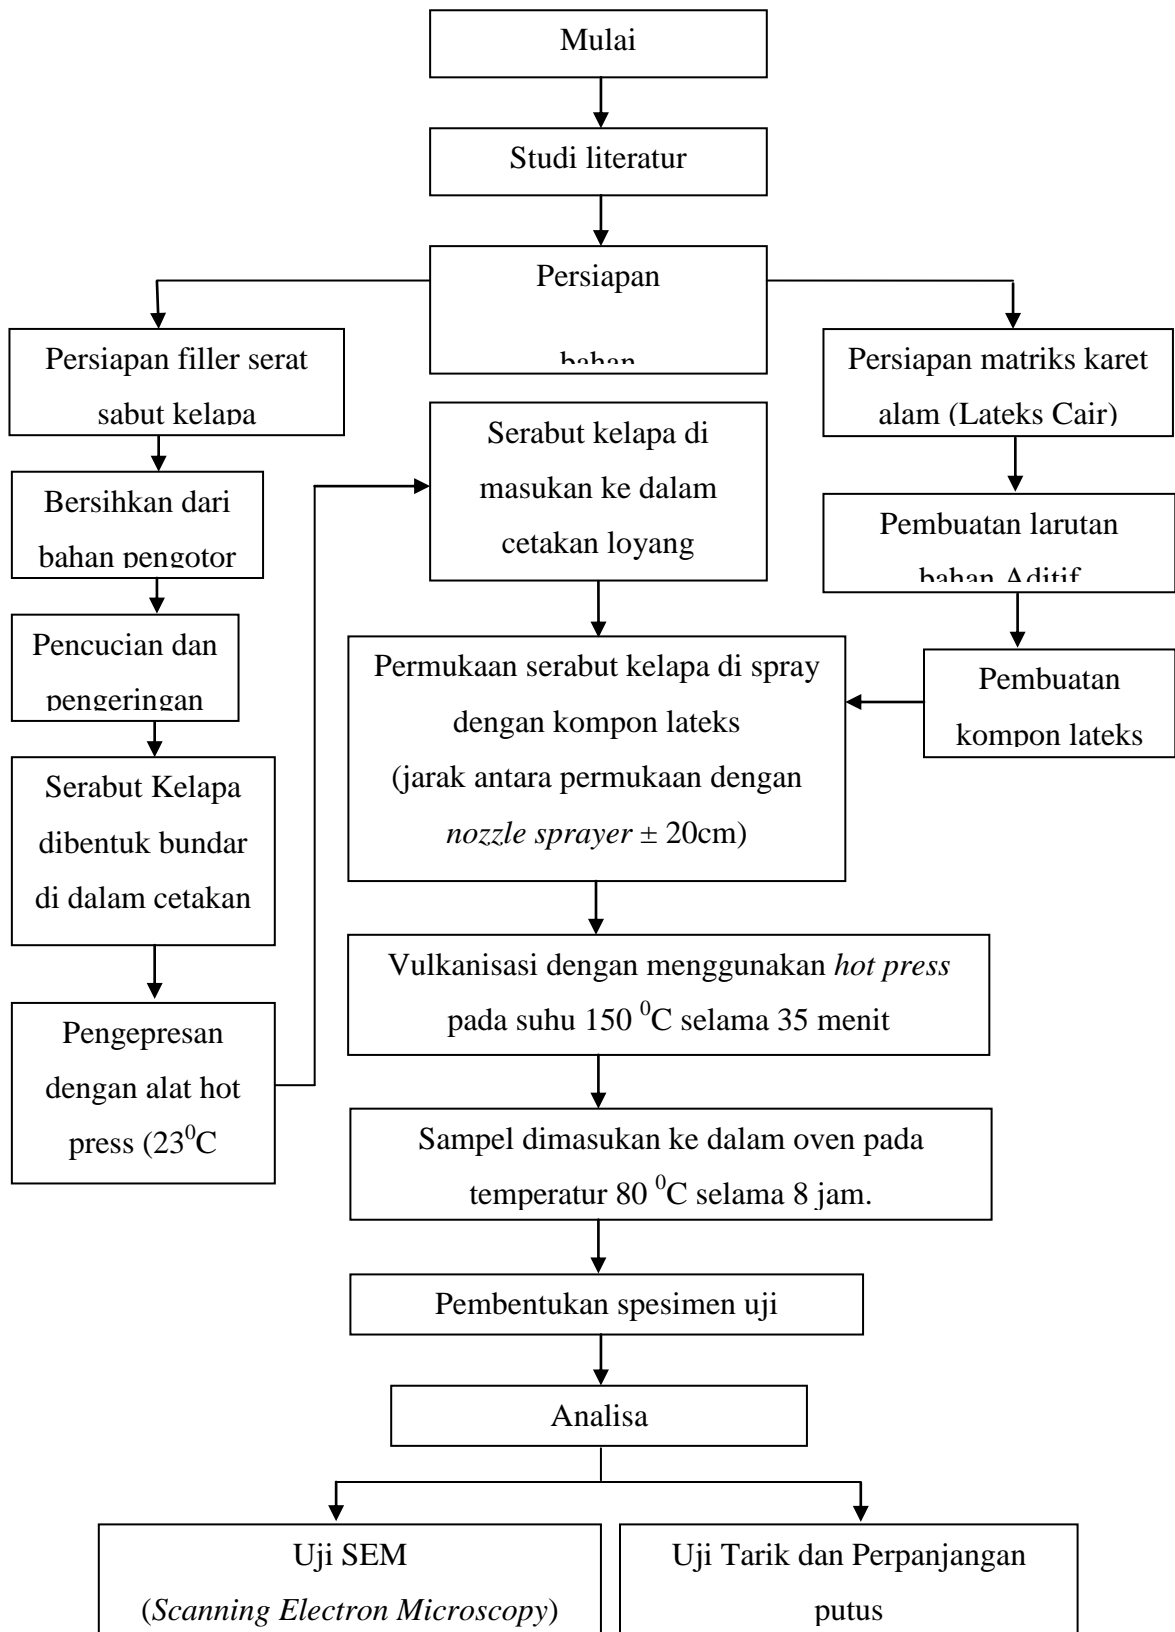 Mulai
Studi literatur
Persiapan
bahan
Persiapan filler serat
sabut kelapa
Bersihkan dari
bahan pengotor
Pencucian dan
pengeringan
Serabut Kelapa
dibentuk bundar
di dalam cetakan
Pengepresan
dengan alat hot
press (23⁰C
Persiapan matriks karet
alam (Lateks Cair)
Pembuatan larutan
bahan Aditif
Pembuatan
kompon lateks
Serabut kelapa di
masukan ke dalam
cetakan loyang
Permukaan serabut kelapa di spray
dengan kompon lateks
(jarak antara permukaan dengan
nozzle sprayer ± 20cm)
Vulkanisasi dengan menggunakan hot press
pada suhu 150 ⁰C selama 35 menit
Sampel dimasukan ke dalam oven pada
temperatur 80 ⁰C selama 8 jam.
Pembentukan spesimen uji
Analisa
Uji SEM
(Scanning Electron Microscopy)
Uji Tarik dan Perpanjangan
putus